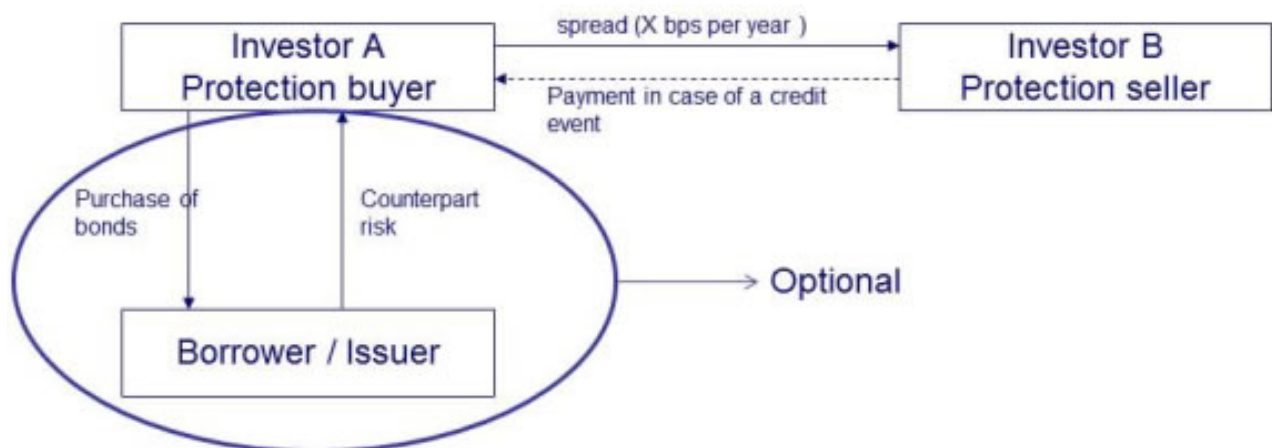 spread (X bps per year )
Investor A
Protection buyer
Investor B
Protection seller
Payment in case of a credit
event
Purchase of
bonds
Counterpart
risk
Optional
Borrower / Issuer